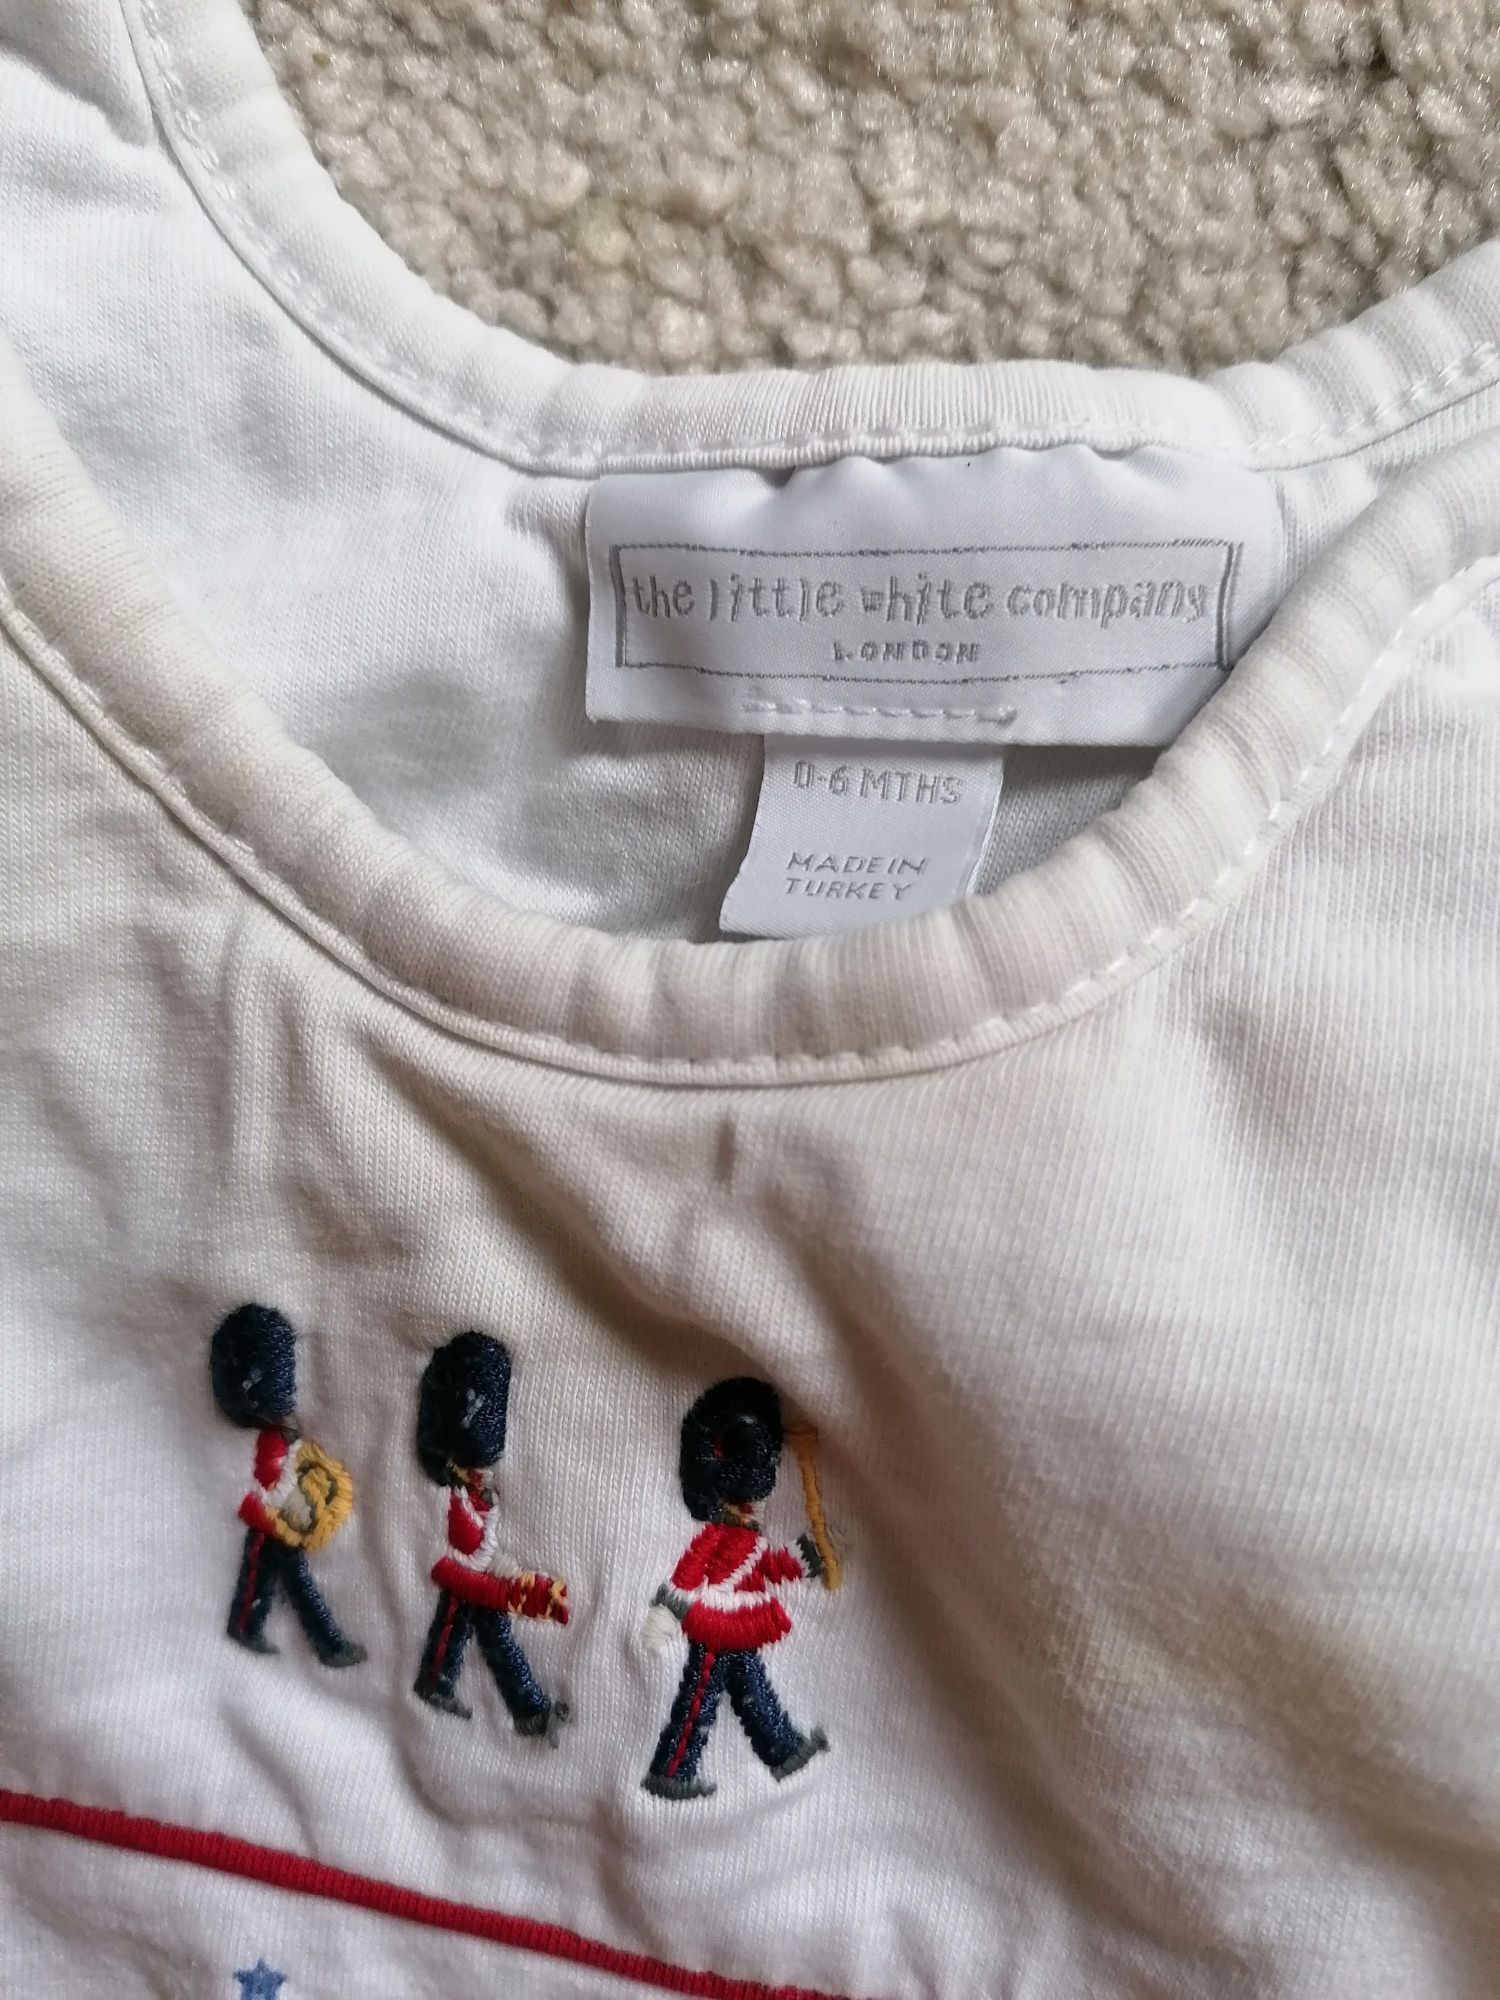 the little white company
LONDON
0-6 MTHS
MADE IN
TURKEY